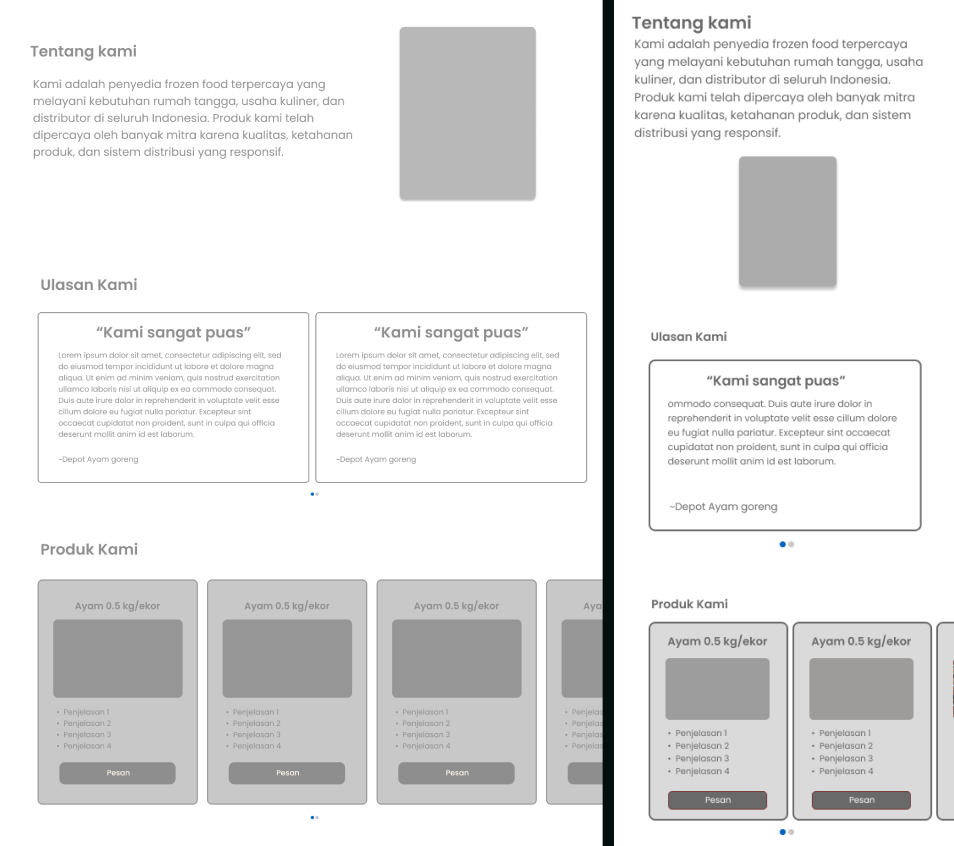 Tentang kami
Kami adalah penyedia frozen food terpercaya yang
melayani kebutuhan rumah tangga, usaha kuliner, dan
distributor di seluruh Indonesia. Produk kami telah
dipercaya oleh banyak mitra karena kualitas, ketahanan
produk, dan sistem distribusi yang responsif.
Ulasan Kami
“Kami sangat puas”
Lorem ipsum dolor sit amet, consectetur adipiscing elit, sed
do eiusmod tempor incididunt ut labore et dolore magna
aliqua. Ut enim ad minim veniam, quis nostrud exercitation
ullamco laboris nisi ut aliquip ex ea commodo consequat.
Duis aute irure dolor in reprehenderit in voluptate velit esse
cillum dolore eu fugiat nulla pariatur. Excepteur sint
occaecat cupidatat non proident, sunt in culpa qui officia
deserunt mollit anim id est laborum.
~Depot Ayam goreng
“Kami sangat puas”
Lorem ipsum dolor sit amet, consectetur adipiscing elit, sed
do eiusmod tempor incididunt ut labore et dolore magna
aliqua. Ut enim ad minim veniam, quis nostrud exercitation
ullamco laboris nisi ut aliquip ex ea commodo consequat.
Duis aute irure dolor in reprehenderit in voluptate velit esse
cillum dolore eu fugiat nulla pariatur. Excepteur sint
occaecat cupidatat non proident, sunt in culpa qui officia
deserunt mollit anim id est laborum.
~Depot Ayam goreng
Produk Kami
Ayam 0.5 kg/ekor
• Penjelasan 1
• Penjelasan 2
• Penjelasan 3
• Penjelasan 4
Pesan
Ayam 0.5 kg/ekor
• Penjelasan 1
• Penjelasan 2
• Penjelasan 3
• Penjelasan 4
Pesan
Ayam 0.5 kg/ekor
• Penjelasan 1
• Penjelasan 2
• Penjelasan 3
• Penjelasan 4
Pesan
Tentang kami
Kami adalah penyedia frozen food terpercaya
yang melayani kebutuhan rumah tangga, usaha
kuliner, dan distributor di seluruh Indonesia.
Produk kami telah dipercaya oleh banyak mitra
karena kualitas, ketahanan produk, dan sistem
distribusi yang responsif.
Ulasan Kami
“Kami sangat puas”
ommodo consequat. Duis aute irure dolor in
reprehenderit in voluptate velit esse cillum dolore
eu fugiat nulla pariatur. Excepteur sint occaecat
cupidatat non proident, sunt in culpa qui officia
deserunt mollit anim id est laborum.
~Depot Ayam goreng
Produk Kami
Ayam 0.5 kg/ekor
• Penjelasan 1
• Penjelasan 2
• Penjelasan 3
• Penjelasan 4
Pesan
Ayam 0.5 kg/ekor
• Penjelasan 1
• Penjelasan 2
• Penjelasan 3
• Penjelasan 4
Pesan